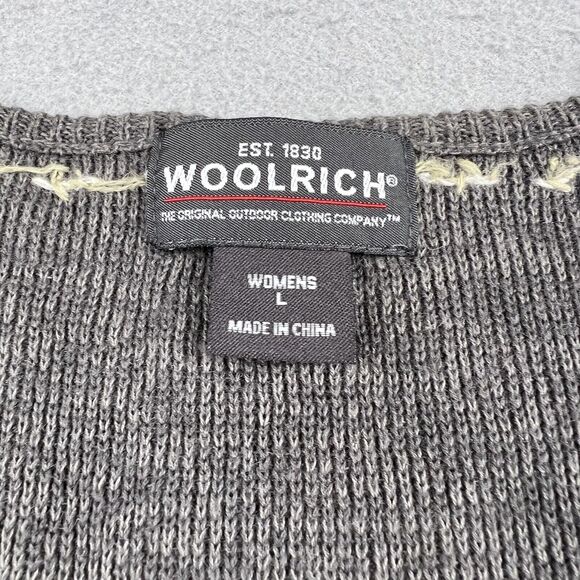 EST. 1830
WOOLRICH®
THE ORIGINAL OUTDOOR CLOTHING COMPANY™
WOMENS
L
MADE IN CHINA